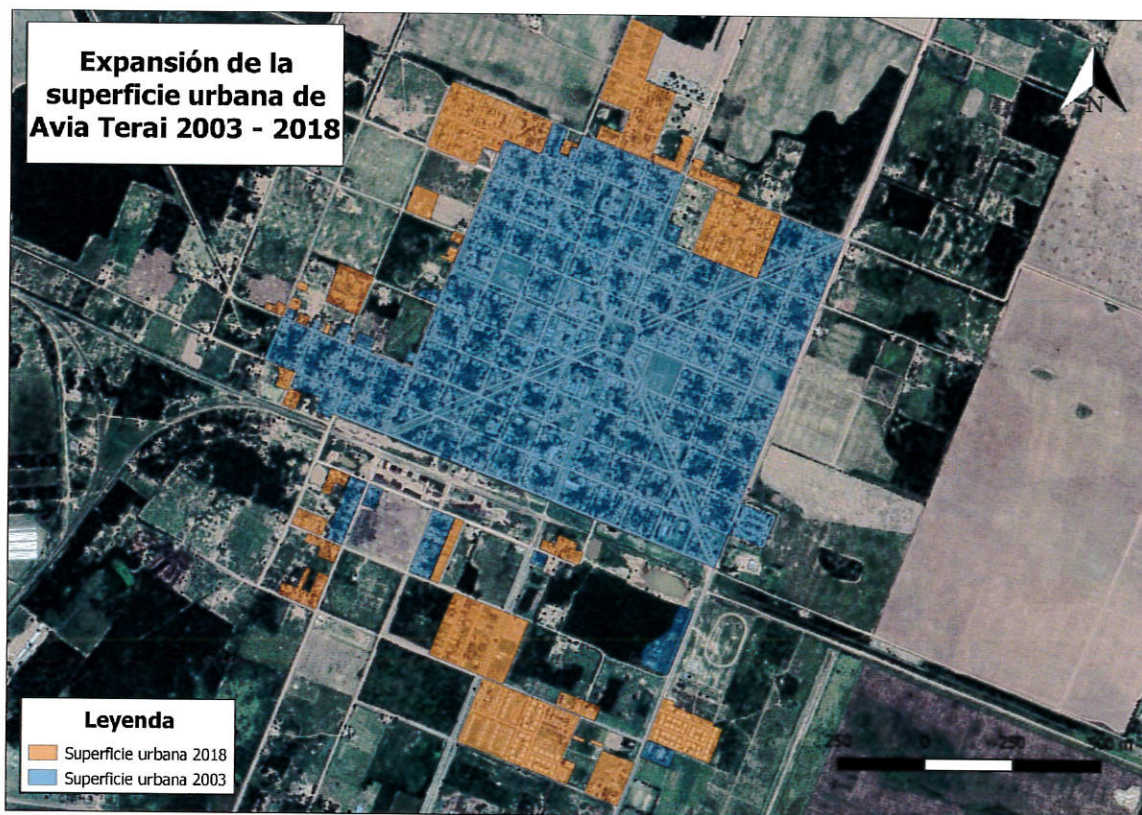 Expansión de la
superficie urbana de
Avia Terai 2003 - 2018
N
Leyenda
Superficie urbana 2018
Superficie urbana 2003
250 0 250 500 m